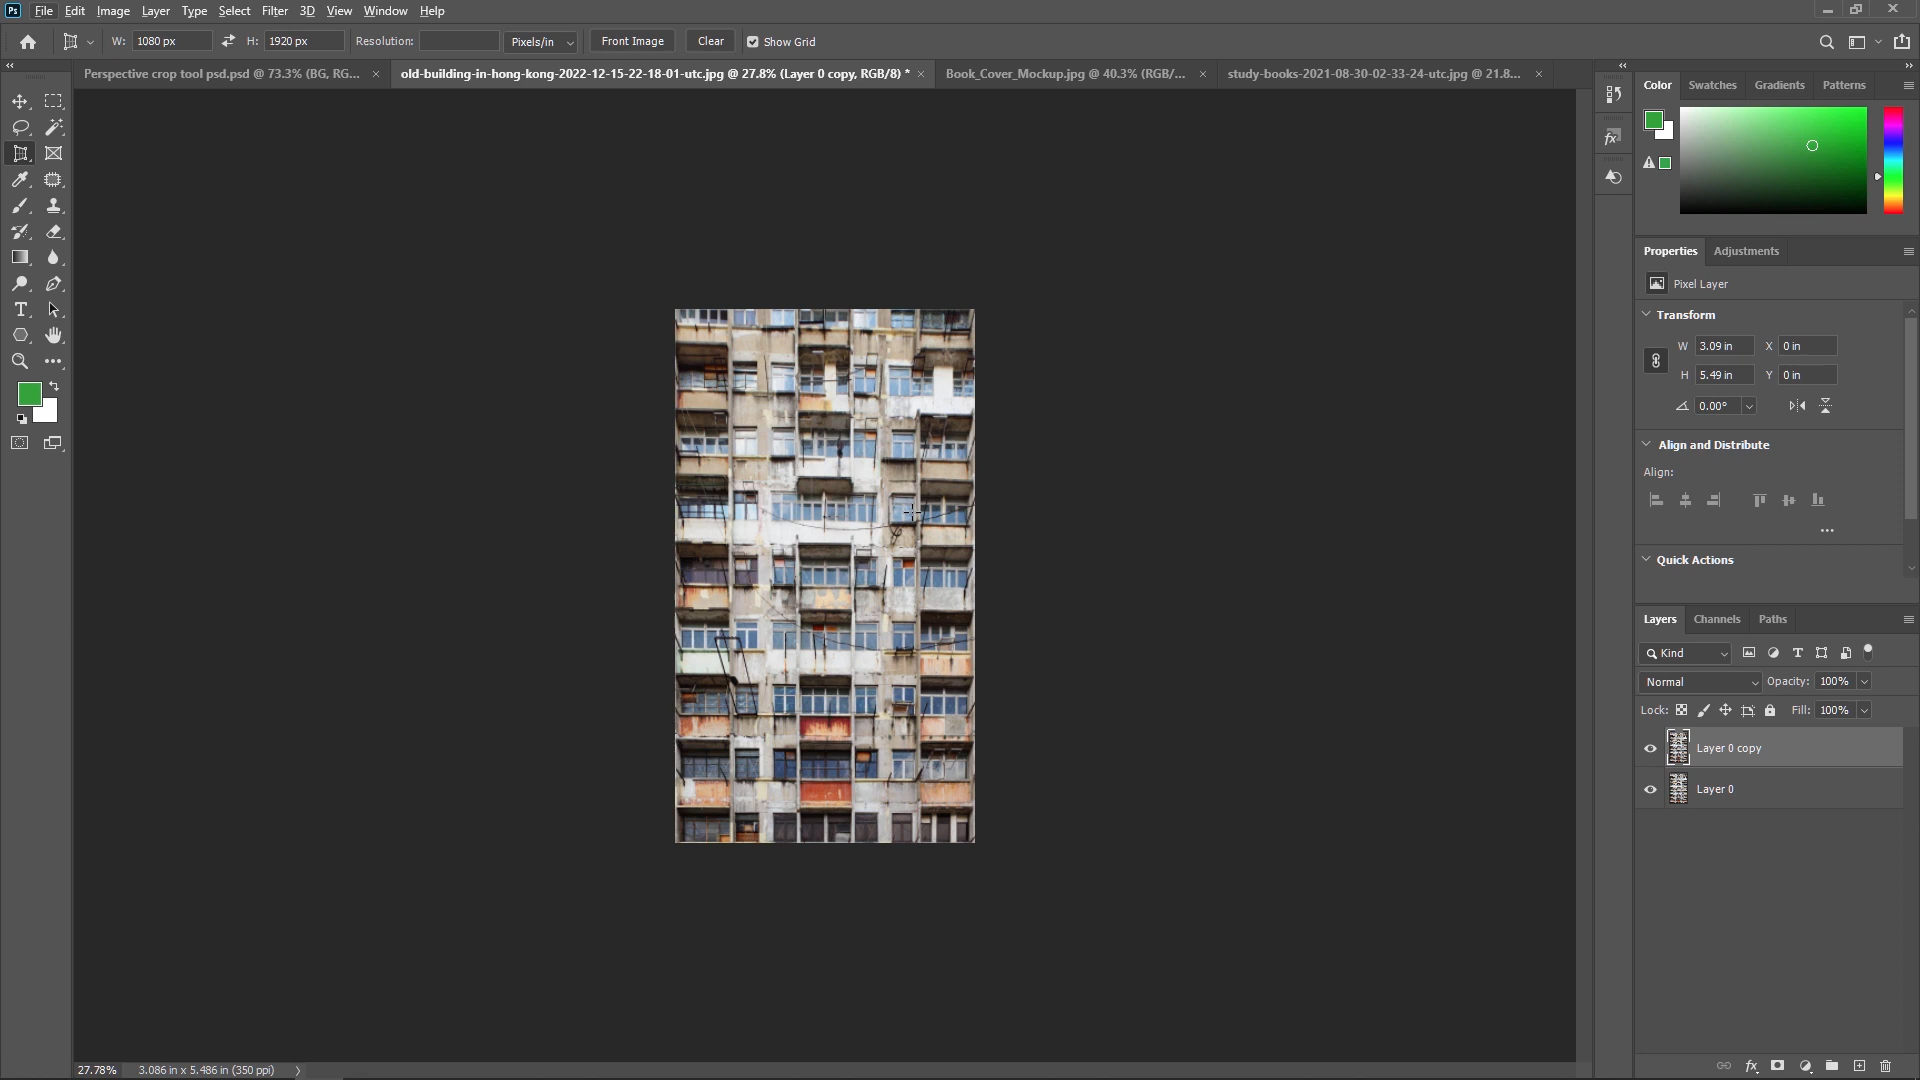 Ps File Edit Image Layer Type Select Filter 3D View Window Help
W: 1080 px H: 1920 px Resolution: Pixels/in Front Image Clear Show Grid
Perspective crop tool psd.psd @ 73.3% (BG, RG... × old-building-in-hong-kong-2022-12-15-22-18-01-utc.jpg @ 27.8% (Layer 0 copy, RGB/8) * × Book_Cover_Mockup.jpg @ 40.3% (RGB/... × study-books-2021-08-30-02-33-24-utc.jpg @ 21.8... ×
Color Swatches Gradients Patterns
Properties Adjustments
Pixel Layer
Transform
W 3.09 in X 0 in
H 5.49 in Y 0 in
0.00°
Align and Distribute
Align:
...
Quick Actions
Layers Channels Paths
Kind
Normal Opacity: 100%
Lock: Fill: 100%
Layer 0 copy
Layer 0
fx
27.78% 3.086 in x 5.486 in (350 ppi)